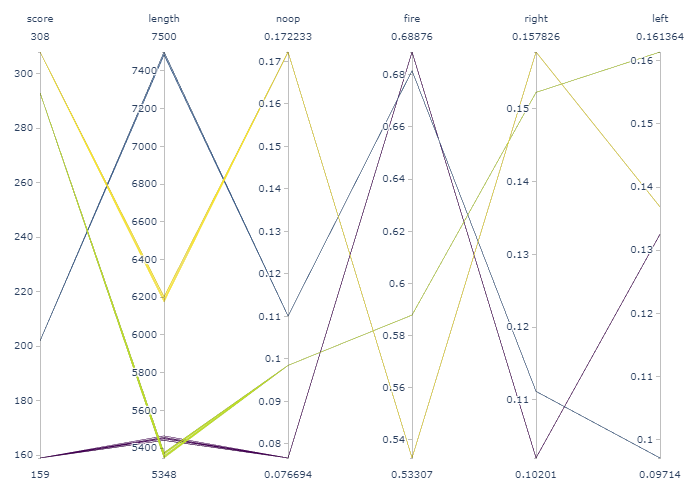 score length noop fire right left
308 7500 0.172233 0.68876 0.157826 0.161364
300 280 260 240 220 200 180 160
7400 7200 7000 6800 6600 6400 6200 6000 5800 5600 5400
0.17 0.16 0.15 0.14 0.13 0.12 0.11 0.1 0.09 0.08
0.68 0.66 0.64 0.62 0.6 0.58 0.56 0.54
0.15 0.14 0.13 0.12 0.11
0.16 0.15 0.14 0.13 0.12 0.11 0.1
159 5348 0.076694 0.53307 0.10201 0.09714